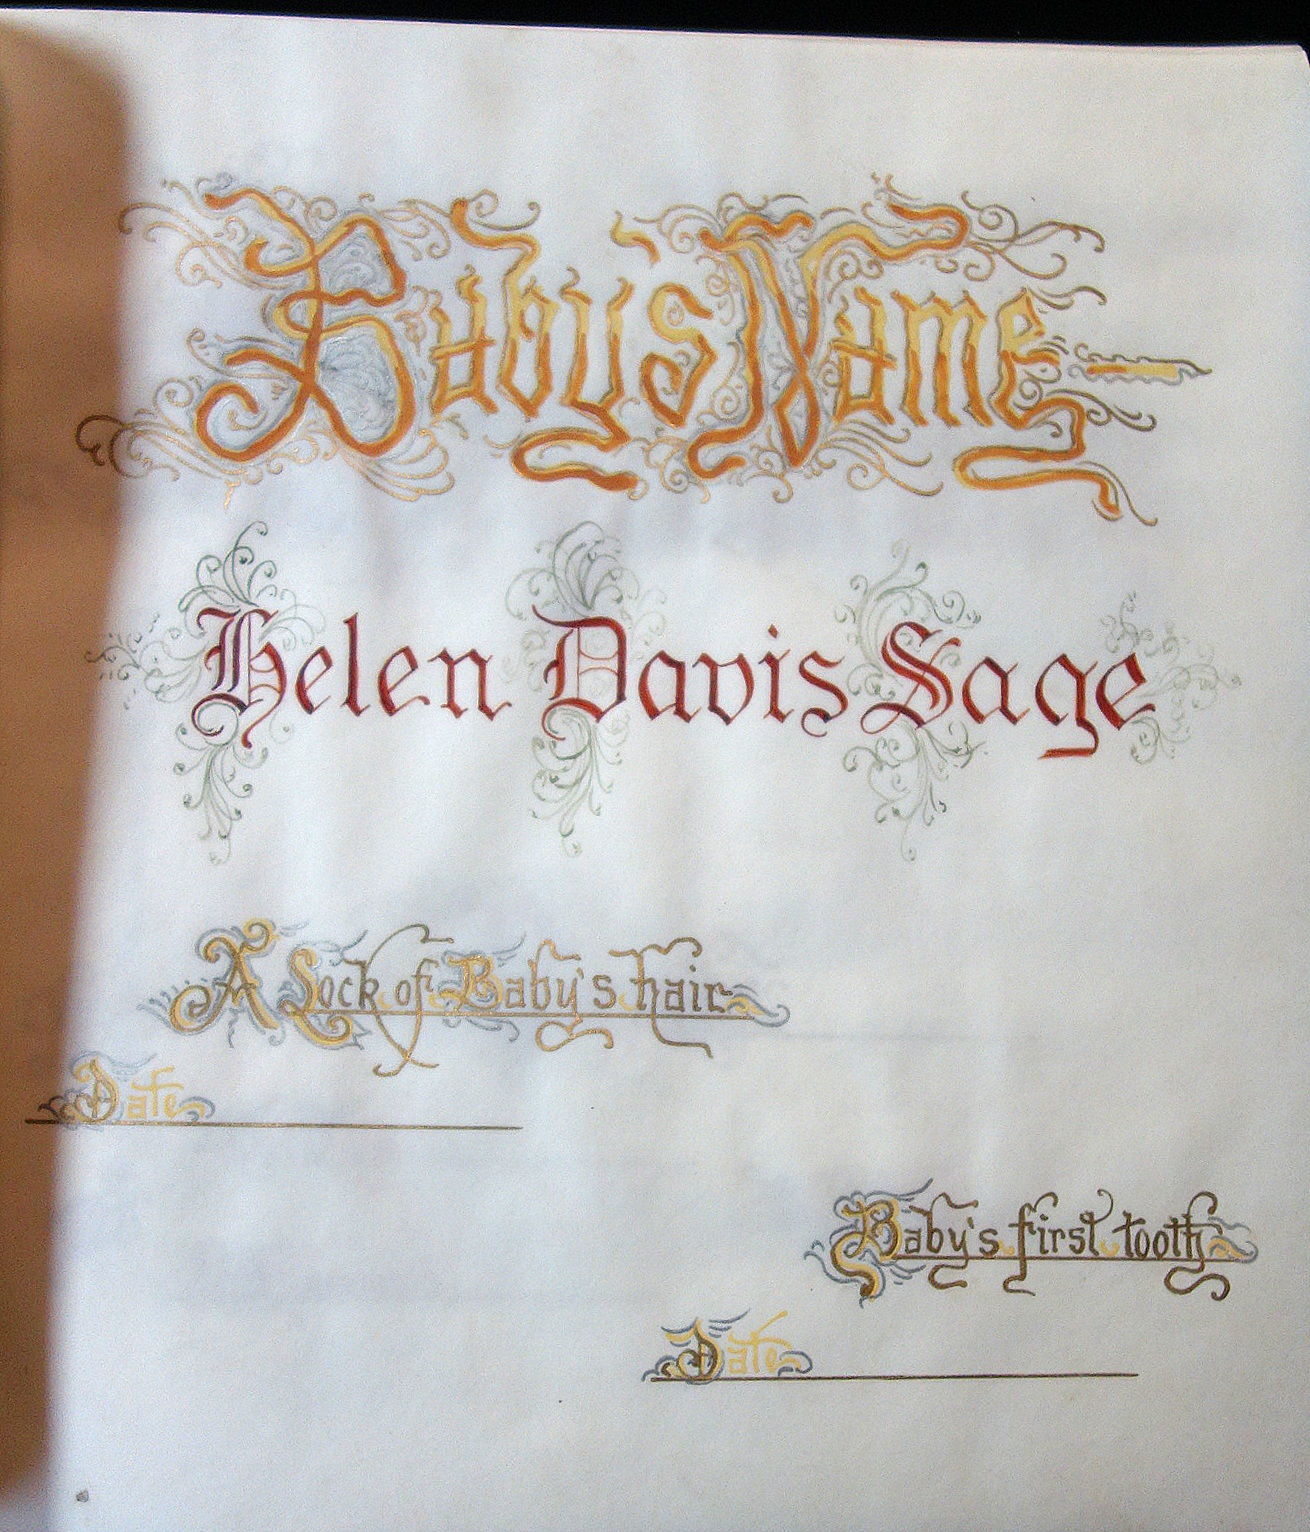 Baby's Name —
Helen Davis Sage
A Lock of Baby's hair
Date
Baby's first tooth
Date